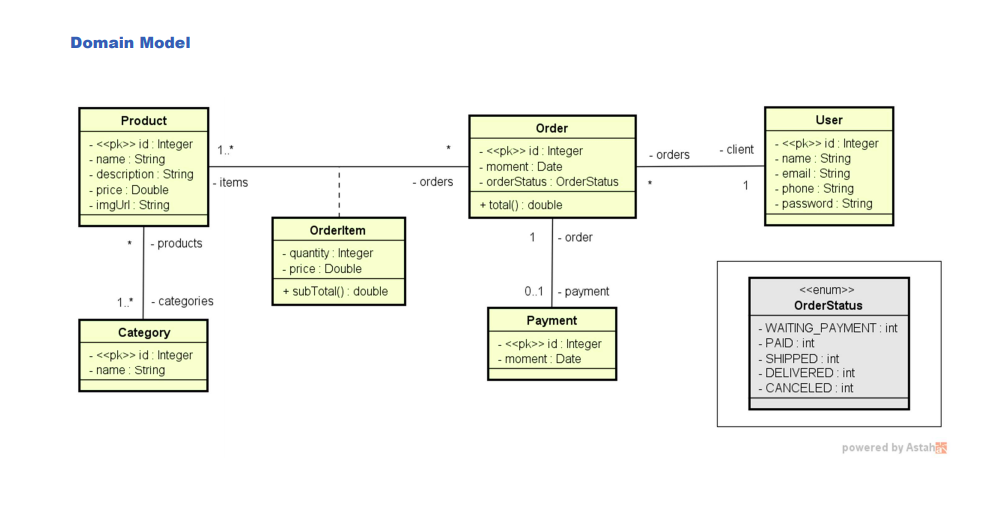 Domain Model
Product
- <<pk>> id : Integer
- name : String
- description : String
- price : Double
- imgUrl : String
1..*
- items
*
- orders
Order
- <<pk>> id : Integer
- moment : Date
- orderStatus : OrderStatus
+ total() : double
- orders
*
- client
1
User
- <<pk>> id : Integer
- name : String
- email : String
- phone : String
- password : String
OrderItem
- quantity : Integer
- price : Double
+ subTotal() : double
* - products
1..* - categories
Category
- <<pk>> id : Integer
- name : String
1 - order
0..1 - payment
Payment
- <<pk>> id : Integer
- moment : Date
<<enum>>
OrderStatus
- WAITING_PAYMENT : int
- PAID : int
- SHIPPED : int
- DELIVERED : int
- CANCELED : int
powered by Astah